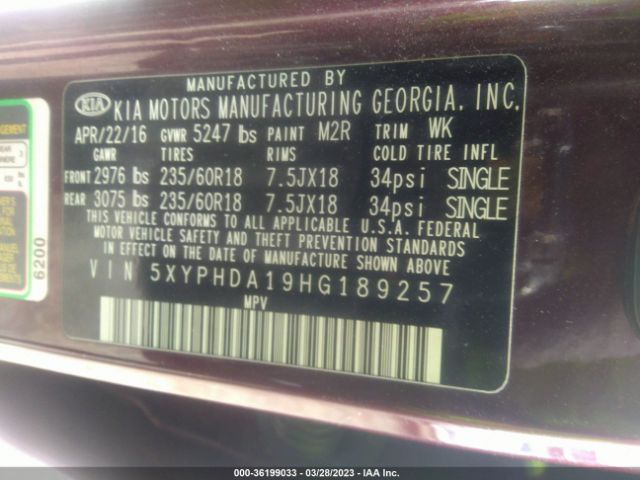 MANUFACTURED BY
KIA KIA MOTORS MANUFACTURING GEORGIA. INC.
APR/22/16 GVWR 5247 lbs PAINT M2R TRIM WK
GAWR TIRES RIMS COLD TIRE INFL
FRONT 2976 lbs 235/60R18 7.5JX18 34psi SINGLE
REAR 3075 lbs 235/60R18 7.5JX18 34psi SINGLE
THIS VEHICLE CONFORMS TO ALL APPLICABLE U.S.A. FEDERAL
MOTOR VEHICLE SAFETY AND THEFT PREVENTION STANDARDS
IN EFFECT ON THE DATE OF MANUFACTURE SHOWN ABOVE
VIN 5XYPHDA19HG189257
MPV
6200
000-36199033 — 03/28/2023 — IAA Inc.